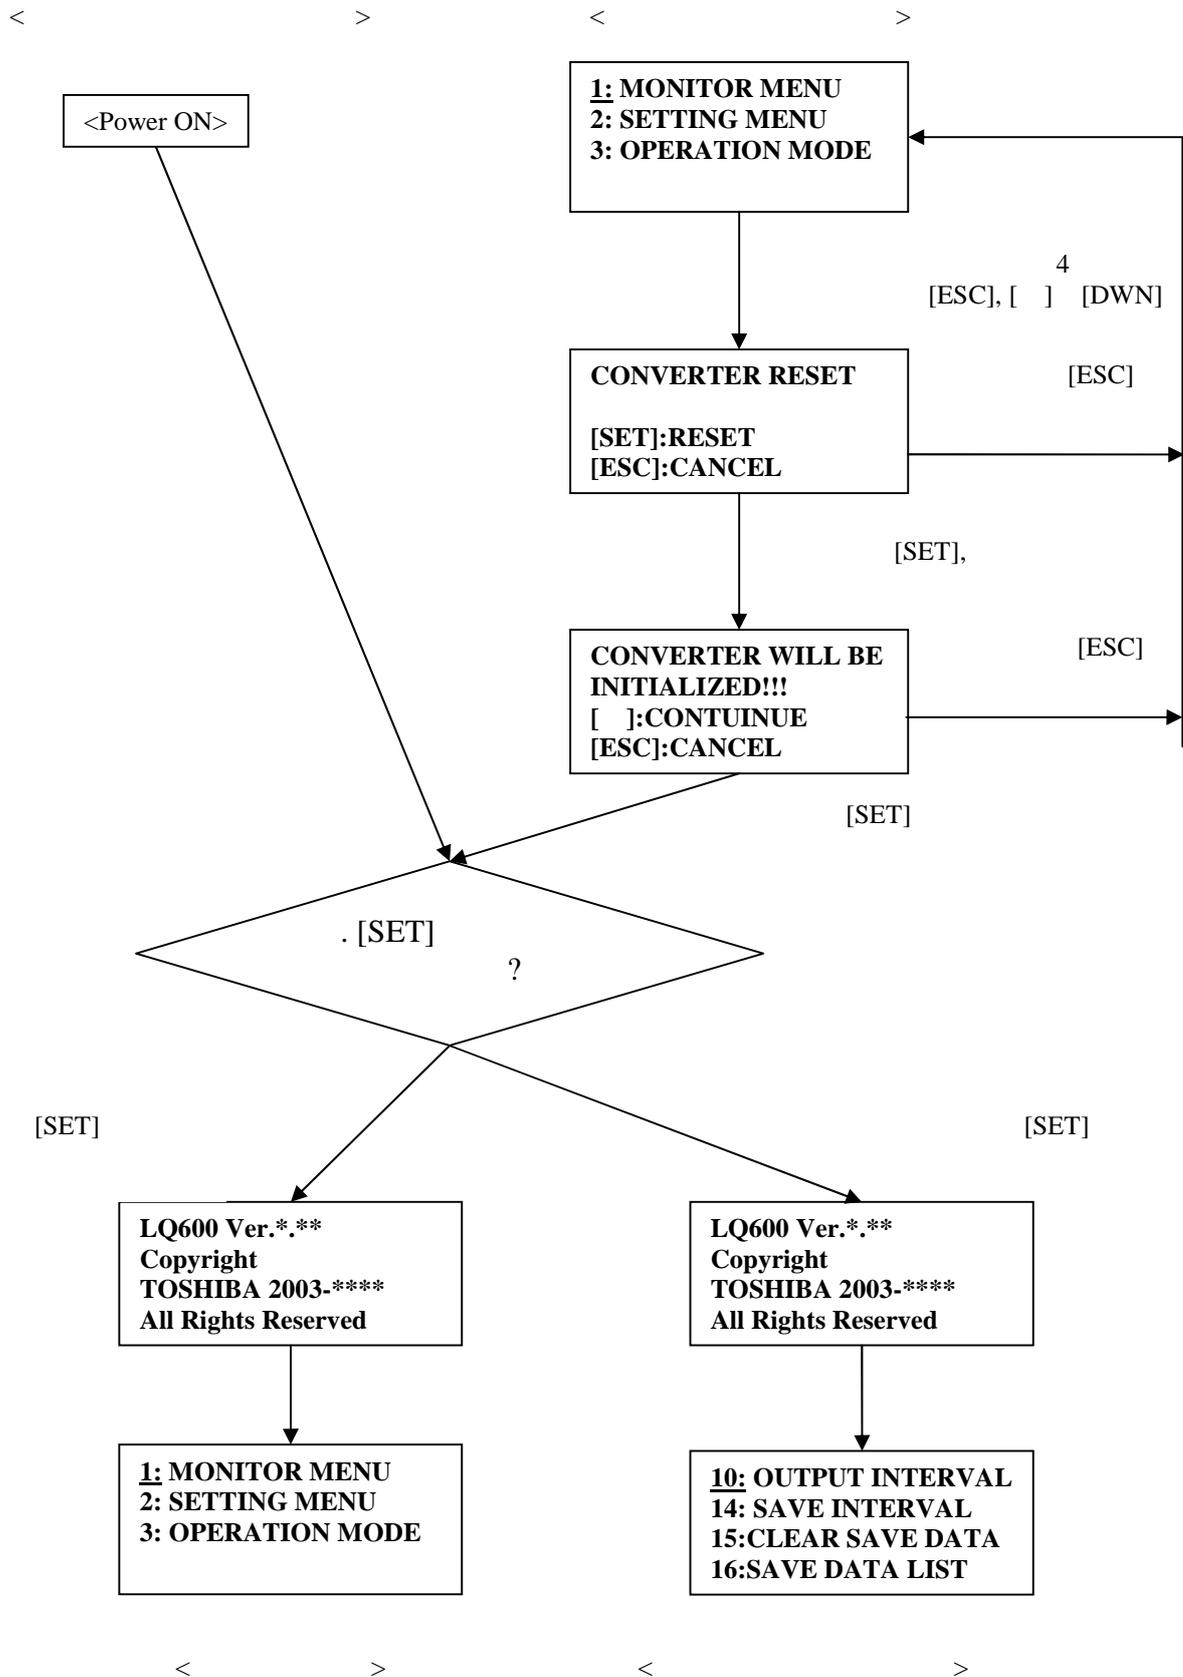 <                    >                    <                    >
<Power ON>
1: MONITOR MENU
2: SETTING MENU
3: OPERATION MODE
4
[ESC], [    ]    [DWN]
CONVERTER RESET
[SET]:RESET
[ESC]:CANCEL
[ESC]
[SET],
CONVERTER WILL BE
INITIALIZED!!!
[    ]:CONTUINUE
[ESC]:CANCEL
[ESC]
[SET]
. [SET]
?
[SET]
[SET]
LQ600 Ver.*.**
Copyright
TOSHIBA 2003-****
All Rights Reserved
LQ600 Ver.*.**
Copyright
TOSHIBA 2003-****
All Rights Reserved
1: MONITOR MENU
2: SETTING MENU
3: OPERATION MODE
10: OUTPUT INTERVAL
14: SAVE INTERVAL
15:CLEAR SAVE DATA
16:SAVE DATA LIST
<                    >                    <                    >